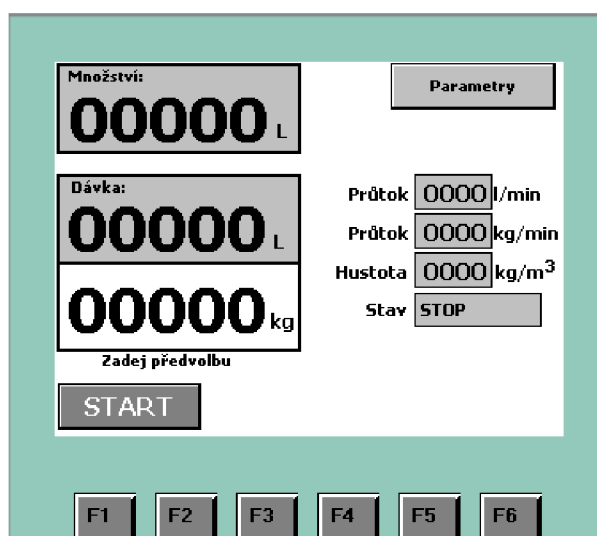 Množství:
00000 L
Parametry
Dávka:
00000 L
00000 kg
Zadej předvolbu
Průtok 0000 l/min
Průtok 0000 kg/min
Hustota 0000 kg/m³
Stav STOP
START
F1 F2 F3 F4 F5 F6